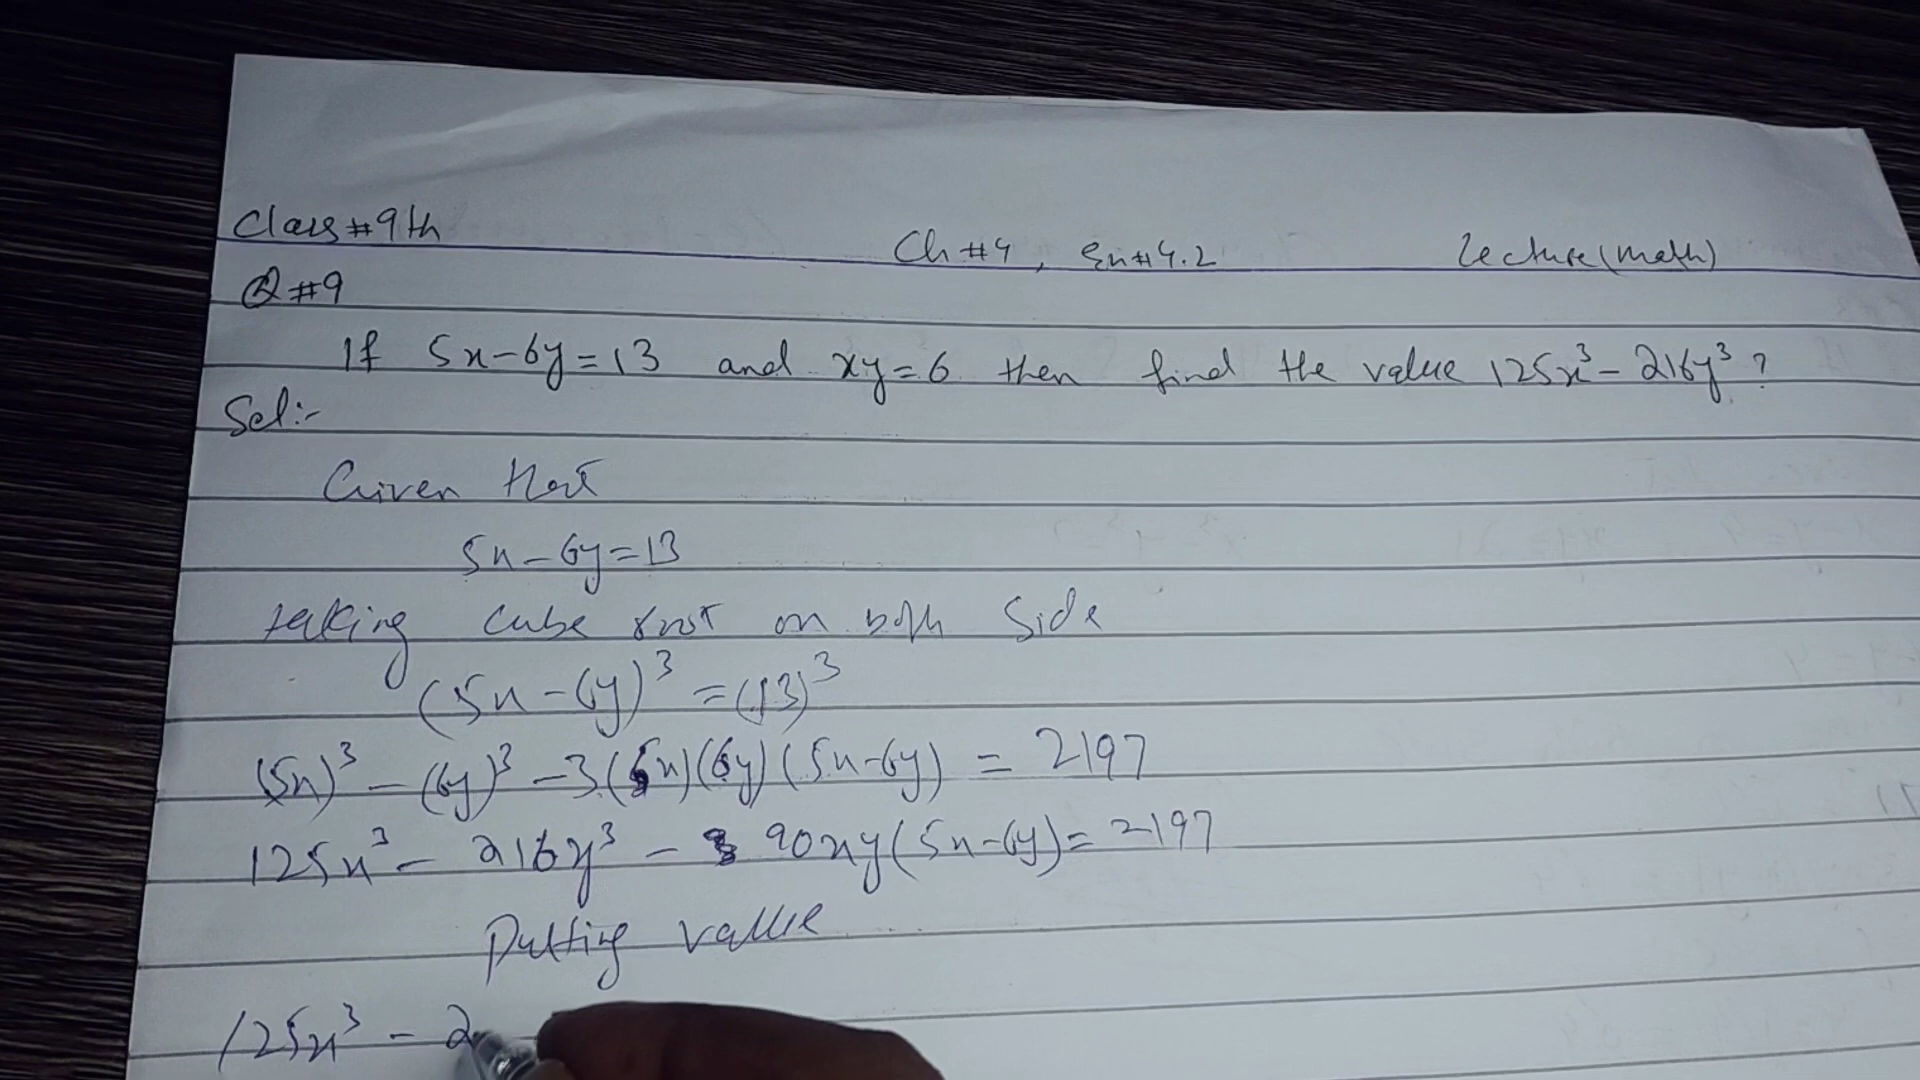 Class #9th Ch #4, Ex#4.2 Lecture(math)
Q #9
If 5x-6y=13 and xy=6 then find the value 125x³-216y³?
Sol:-
Given that
5x-6y=13
taking cube root on both side
(5x-6y)³=(13)³
(5x)³-(6y)³-3(5x)(6y)(5x-6y) = 2197
125x³- 216y³ - 90xy(5x-6y)=2197
Putting value
125x³ - 2